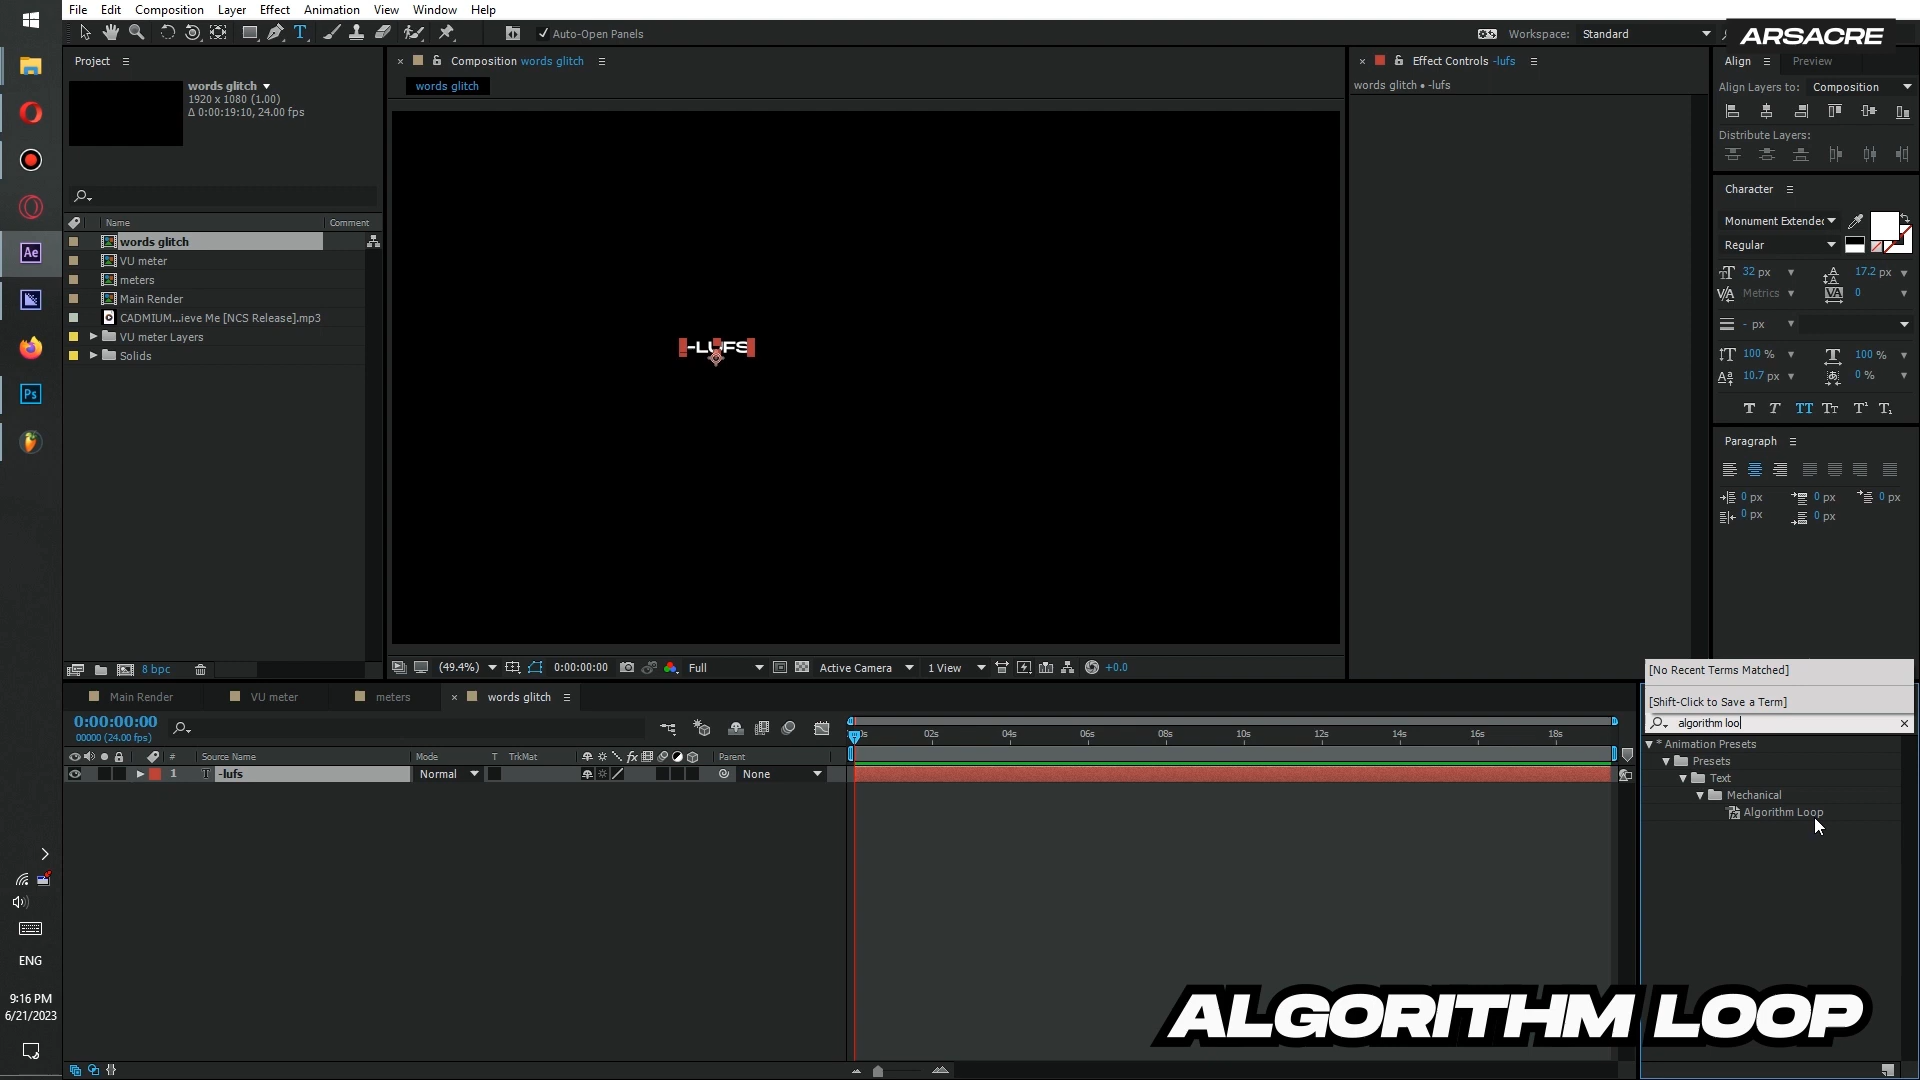 File Edit Composition Layer Effect Animation View Window Help
Auto-Open Panels
Workspace: Standard
ARSACRE
Project
words glitch
1920 x 1080 (1.00)
Δ 0:00:19:10, 24.00 fps
Name Comment
words glitch
VU meter
meters
Main Render
CADMIUM...ieve Me [NCS Release].mp3
VU meter Layers
Solids
8 bpc
Composition words glitch
words glitch
-LUFS
(49.4%) 0:00:00:00 Full Active Camera 1 View +0.0
Effect Controls -lufs
words glitch • -lufs
Align Preview
Align Layers to: Composition
Distribute Layers:
Character
Regular
32 px 17.2 px
Metrics 0
- px
100 % 100 %
10.7 px 0 %
Paragraph
0 px 0 px 0 px
0 px 0 px
[No Recent Terms Matched]
[Shift-Click to Save a Term]
algorithm loo
* Animation Presets
Presets
Text
Mechanical
Algorithm Loop
Main Render VU meter meters words glitch
0:00:00:00
00000 (24.00 fps)
# Source Name Mode T TrkMat Parent
1 -lufs Normal None
02s 04s 06s 08s 10s 12s 14s 16s 18s
Ae
Ps
ENG
9:16 PM
6/21/2023
ALGORITHM LOOP